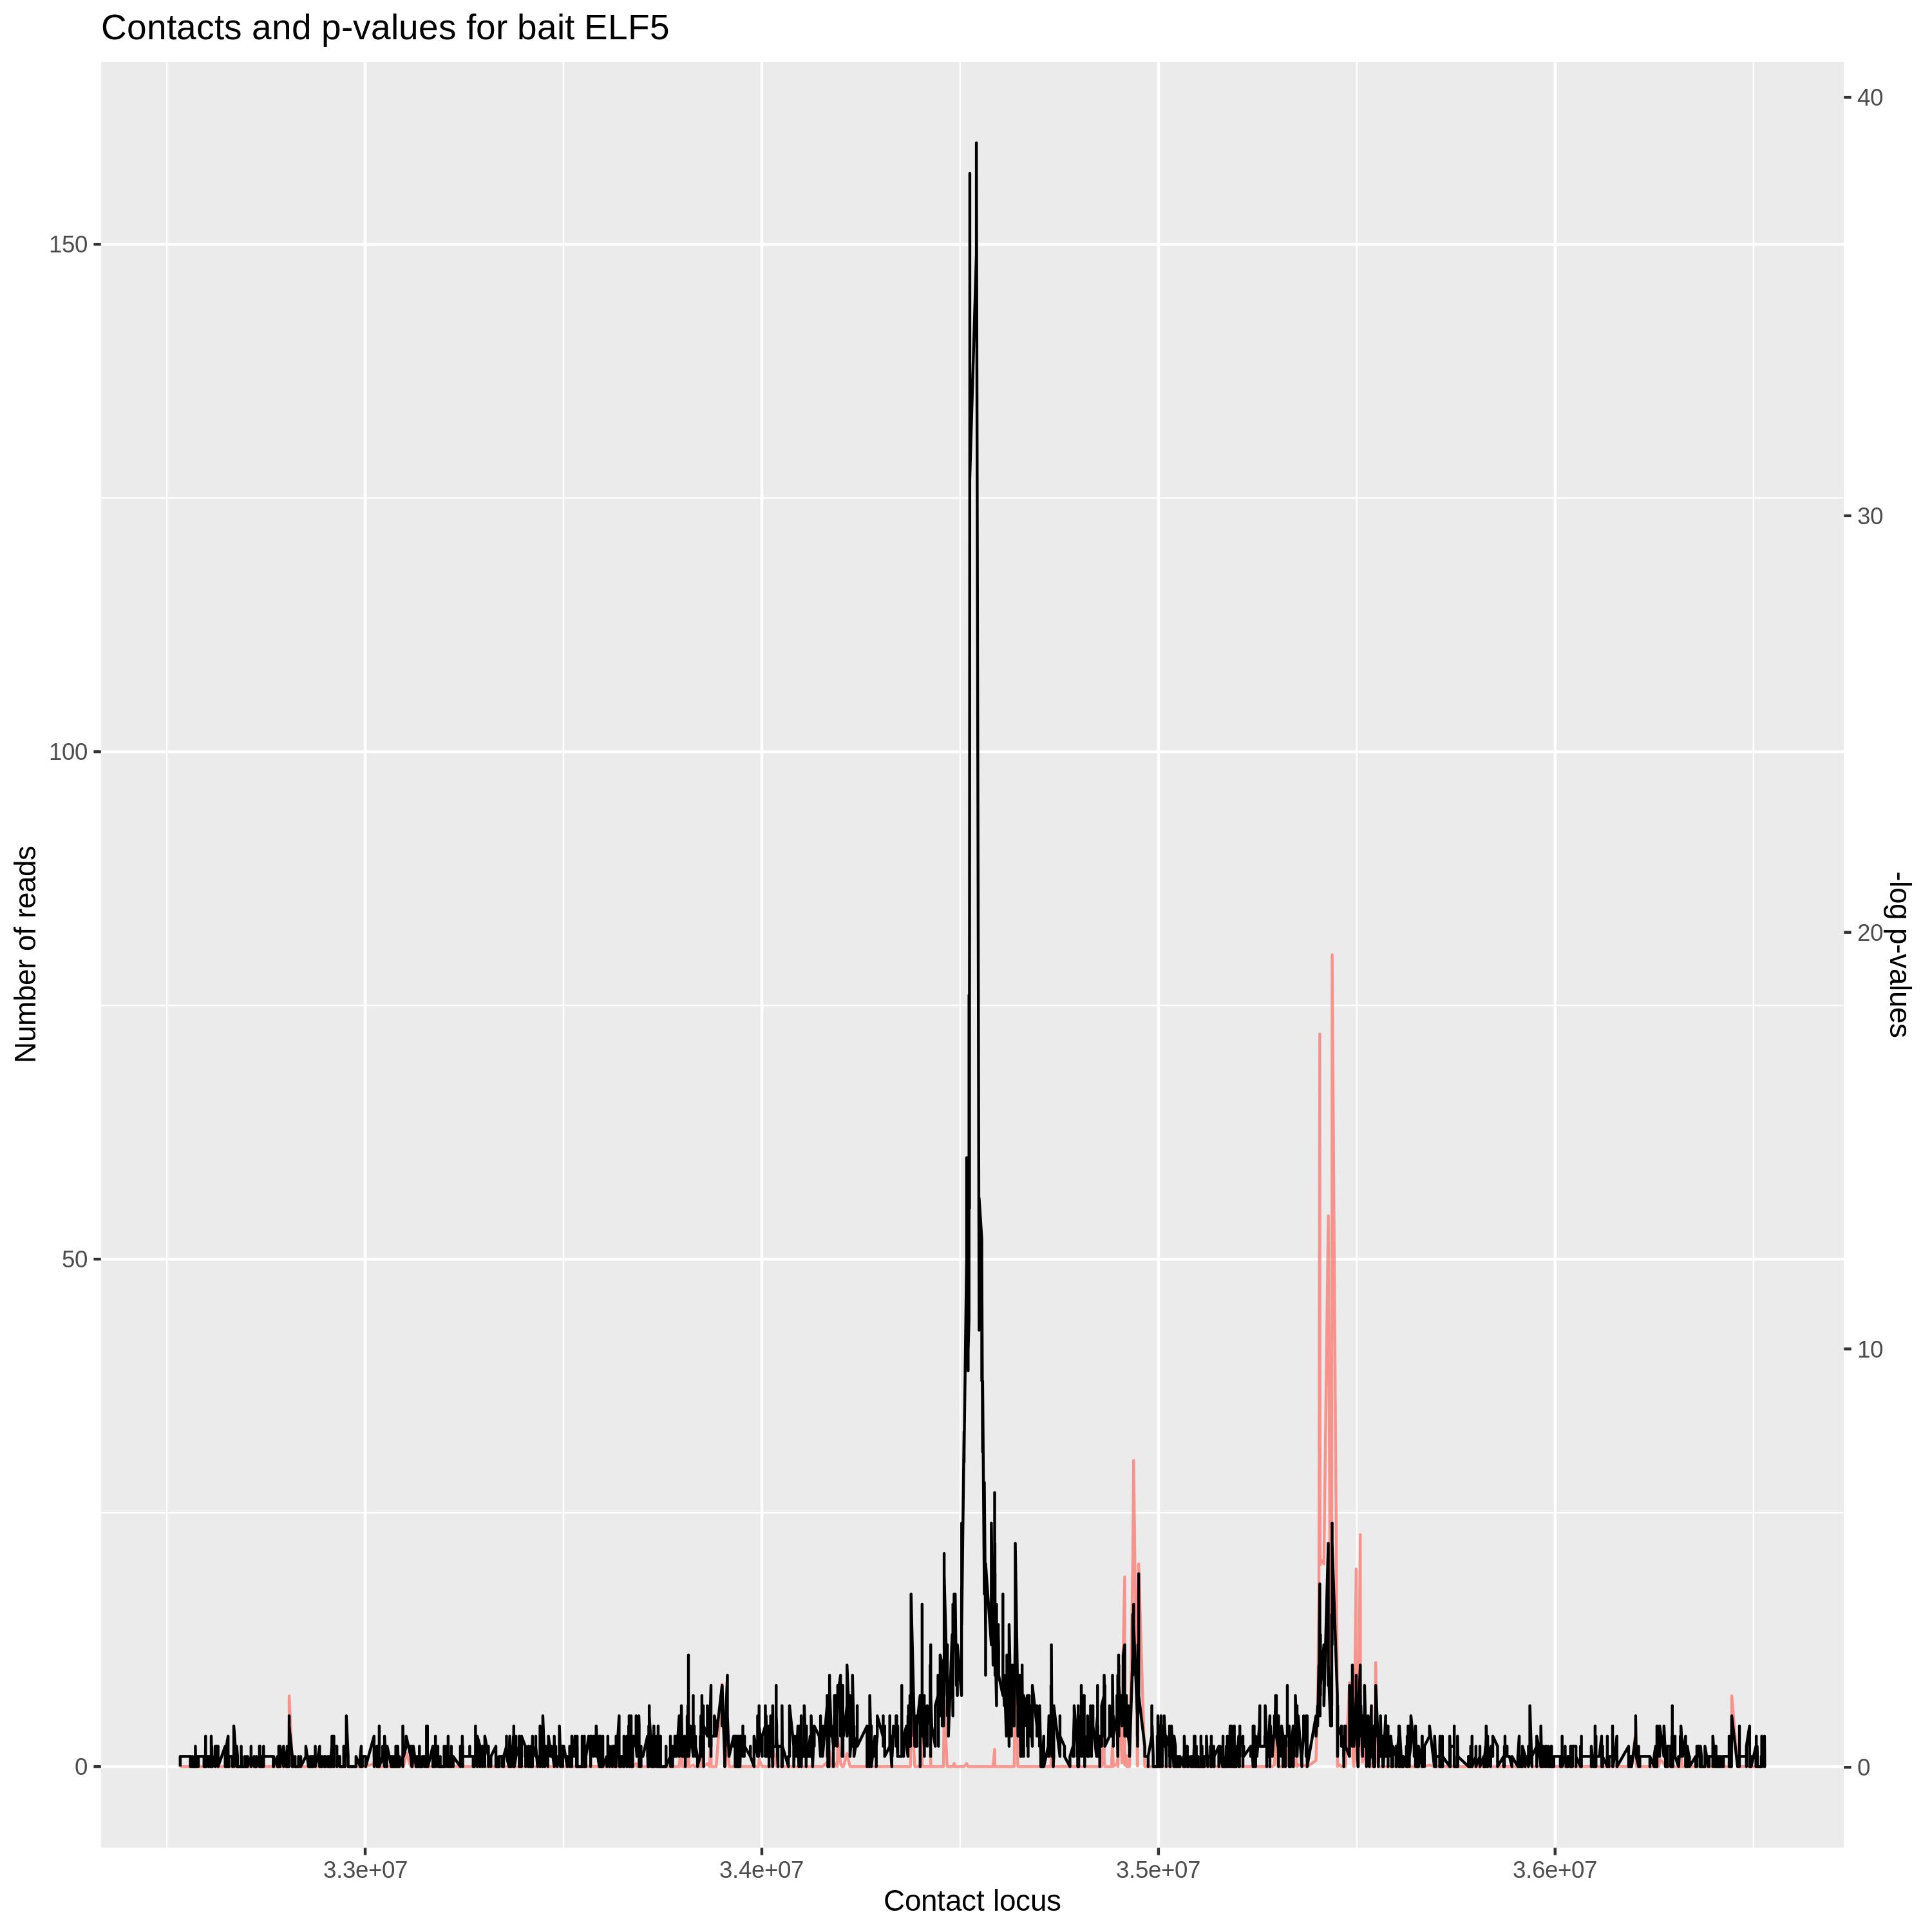 Contacts and p-values for bait ELF5
150
100
50
0
Number of reads
40
30
20
10
0
-log p-values
3.3e+07
3.4e+07
3.5e+07
3.6e+07
Contact locus